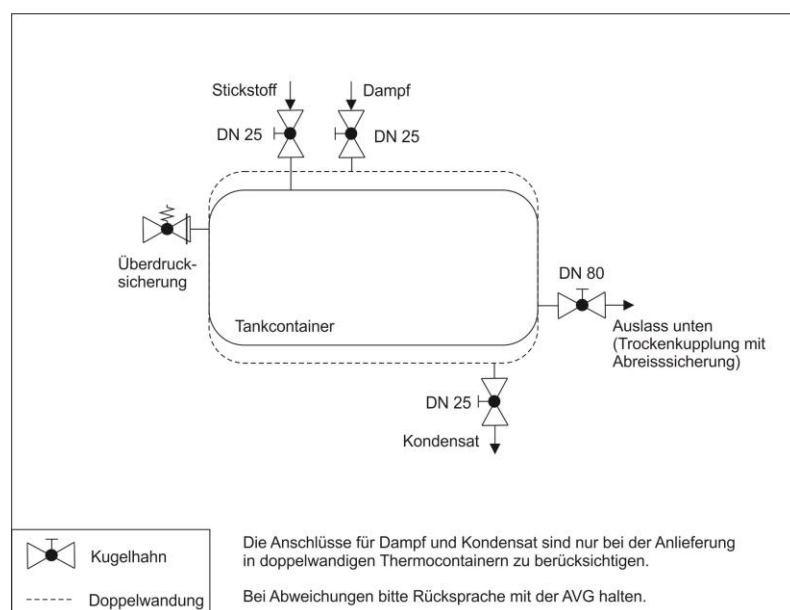 Stickstoff
Dampf
DN 25
DN 25
Überdruck-
sicherung
DN 80
Tankcontainer
Auslass unten
(Trockenkupplung mit
Abreisssicherung)
DN 25
Kondensat
Kugelhahn
Doppelwandung
Die Anschlüsse für Dampf und Kondensat sind nur bei der Anlieferung
in doppelwandigen Thermocontainern zu berücksichtigen.
Bei Abweichungen bitte Rücksprache mit der AVG halten.